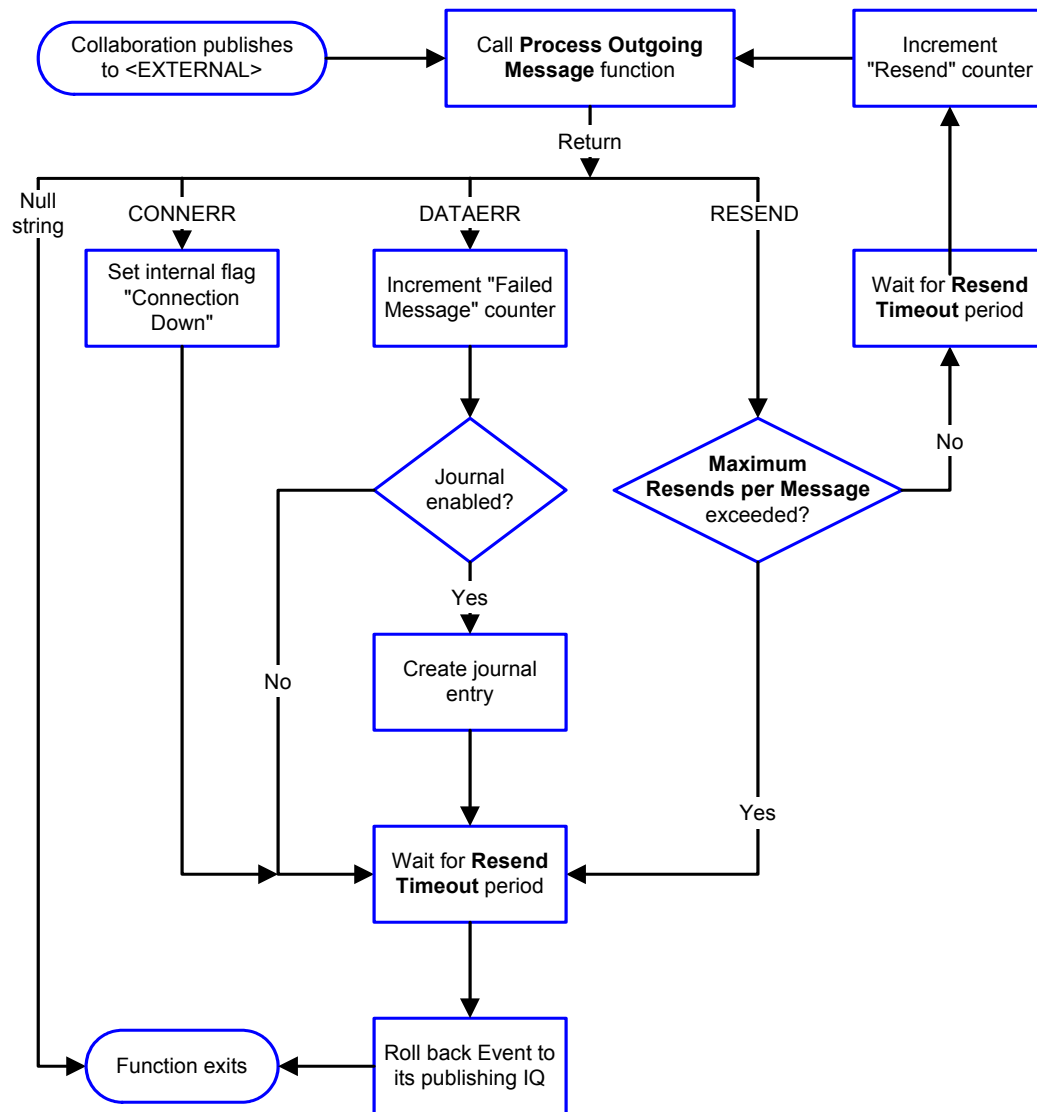 Collaboration publishes
to <EXTERNAL>
Call Process Outgoing
Message function
Increment
"Resend" counter
Return
Null
string
CONNERR
DATAERR
RESEND
Set internal flag
"Connection
Down"
Increment "Failed
Message" counter
Wait for Resend
Timeout period
Journal
enabled?
Maximum
Resends per Message
exceeded?
No
Yes
No
Create journal
entry
Yes
Wait for Resend
Timeout period
Function exits
Roll back Event to
its publishing IQ